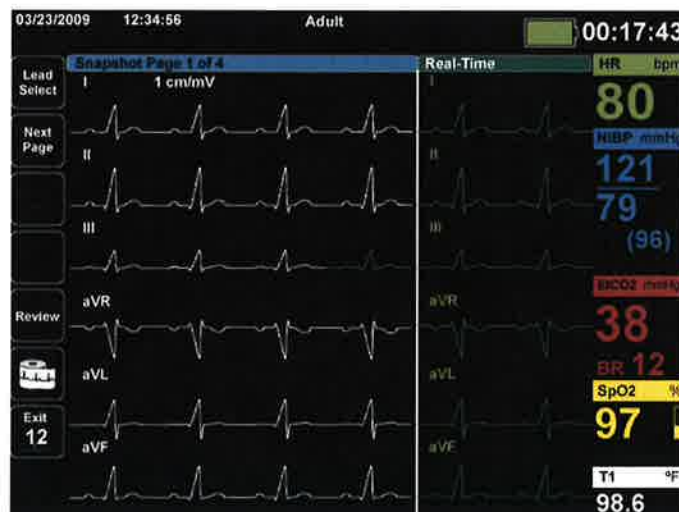 03/23/2009 12:34:56 Adult 00:17:43
Snapshot Page 1 of 4 Real-Time HR bpm
Lead
Select
I 1 cm/mV I
80
Next
Page
II II
NIBP mmHg
121
79
(96)
III III
Review
aVR aVR
EtCO2 mmHg
38
BR 12
aVL aVL
SpO2 %
97
Exit
12
aVF aVF
T1 °F
98.6